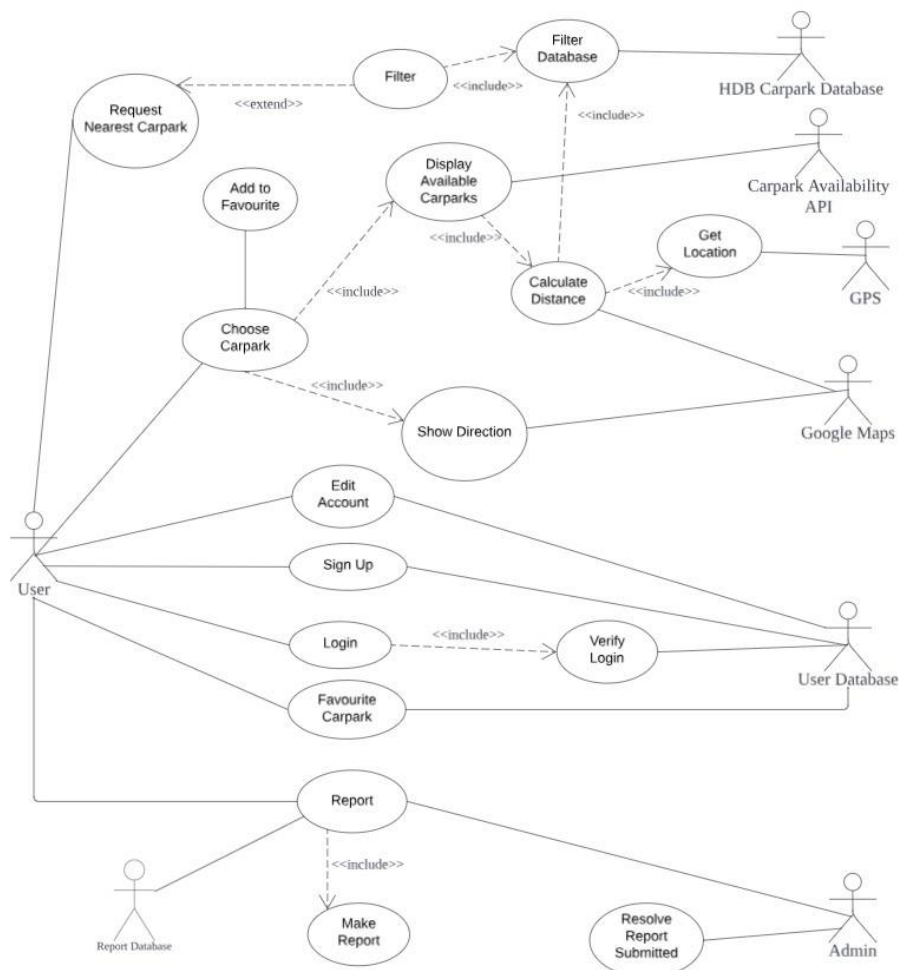 Filter
Database
HDB Carpark Database
Filter
<<include>>
<<extend>>
Request
Nearest Carpark
<<include>>
Display
Available
Carparks
Carpark Availability
API
Add to
Favourite
<<include>>
Get
Location
Calculate
Distance
<<include>>
GPS
<<include>>
Choose
Carpark
<<include>>
Show Direction
Google Maps
Edit
Account
Sign Up
User
Login
<<include>>
Verify
Login
User Database
Favourite
Carpark
Report
<<include>>
Report Database
Make
Report
Resolve
Report
Submitted
Admin